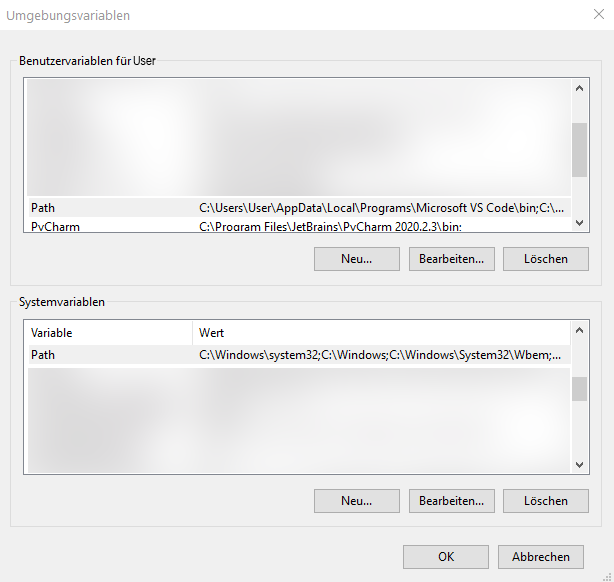 Umgebungsvariablen
Benutzervariablen für User
Path C:\Users\User\AppData\Local\Programs\Microsoft VS Code\bin;C:\...
PyCharm C:\Program Files\JetBrains\PyCharm 2020.2.3\bin;
Neu... Bearbeiten... Löschen
Systemvariablen
Variable Wert
Path C:\Windows\system32;C:\Windows;C:\Windows\System32\Wbem;...
Neu... Bearbeiten... Löschen
OK Abbrechen